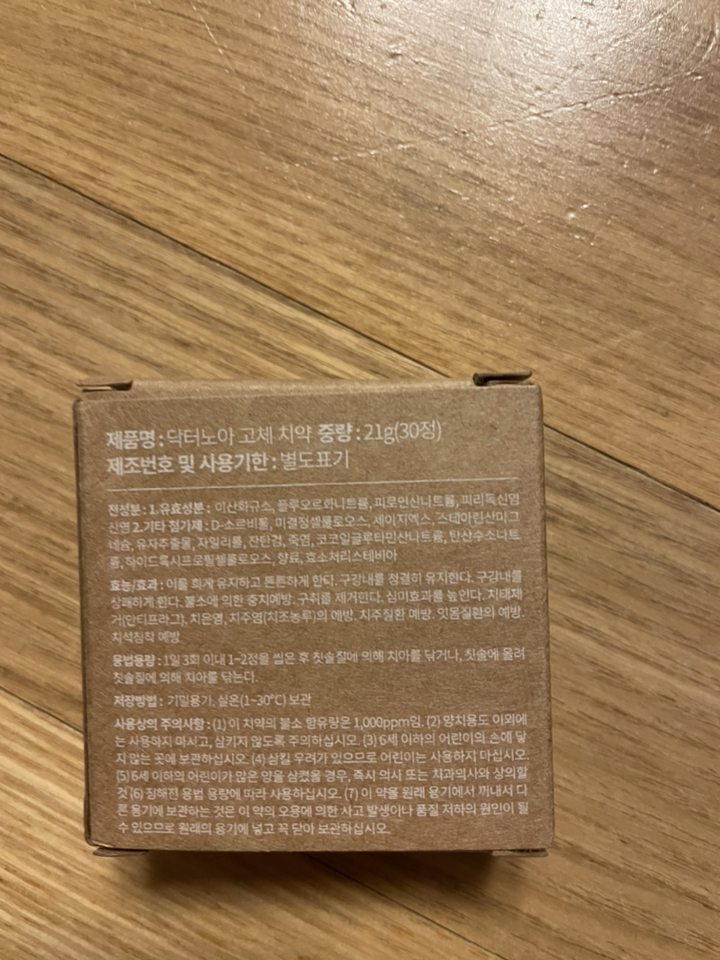 제품명 : 닥터노아 고체 치약 중량 : 21g(30정)
제조번호 및 사용기한 : 별도표기
전성분 : 1. 유효성분 : 이산화규소, 플루오르화나트륨, 피로인산나트륨, 피리독신염
산염 2. 기타 첨가제 : D-소르비톨, 미결정셀룰로오스, 세이지엑스, 스테아린산마그
네슘, 유자추출물, 자일리톨, 잔탄검, 죽염, 코코일글루타민산나트륨, 탄산수소나트
륨, 하이드록시프로필셀룰로오즈, 향료, 효소처리스테비아
효능/효과 : 이를 희게 유지하고 튼튼하게 한다. 구강내를 청결히 유지한다. 구강내를
상쾌하게 한다. 불소에 의한 충치예방. 구취를 제거한다. 심미효과를 높인다. 치태제
거(안티프라그). 치은염, 치주염(치조농루)의 예방. 치주질환 예방. 잇몸질환의 예방.
치석침착 예방
용법용량 : 1일 3회 이내 1~2정을 씹은 후 칫솔질에 의해 치아를 닦거나, 칫솔에 올려
칫솔질에 의해 치아를 닦는다.
저장방법 : 기밀용기, 실온(1~30°C) 보관
사용상의 주의사항 : (1) 이 치약의 불소 함유량은 1,000ppm임. (2) 양치용도 이외에
는 사용하지 마시고, 삼키지 않도록 주의하십시오. (3) 6세 이하의 어린이의 손에 닿
지 않는 곳에 보관하십시오. (4) 삼킬 우려가 있으므로 어린이는 사용하지 마십시오.
(5) 6세 이하의 어린이가 많은 양을 삼켰을 경우, 즉시 의사 또는 치과의사와 상의할
것 (6) 정해진 용법 용량에 따라 사용하십시오. (7) 이 약을 원래 용기에서 꺼내서 다
른 용기에 보관하는 것은 이 약의 오용에 의한 사고 발생이나 품질 저하의 원인이 될
수 있으므로 원래의 용기에 넣고 꼭 닫아 보관하십시오.